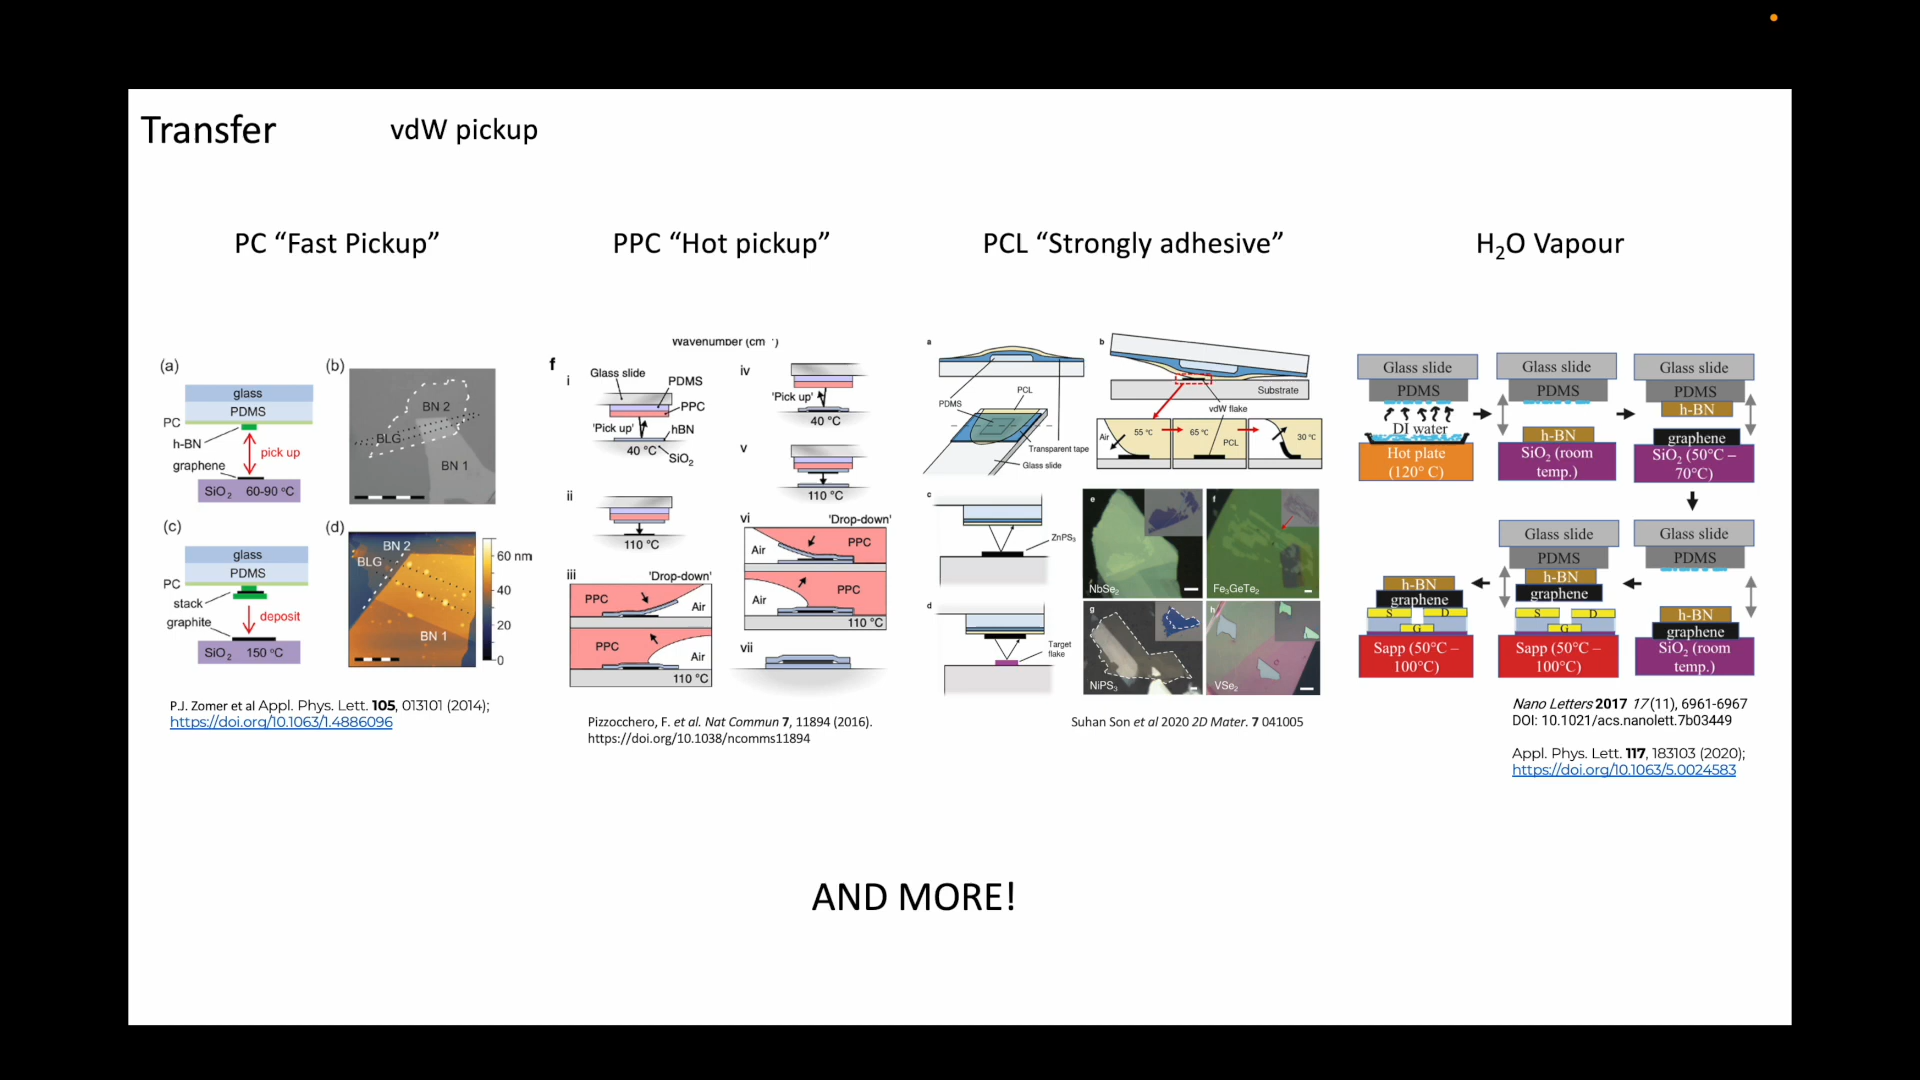 Transfer
vdW pickup
PC “Fast Pickup”
PPC “Hot pickup”
PCL “Strongly adhesive”
H₂O Vapour
(a)
glass
PDMS
PC
h-BN
graphene
pick up
SiO₂ 60-90 °C
(b)
BN 2
BLG
BN 1
(c)
glass
PDMS
PC
stack
graphite
deposit
SiO₂ 150 °C
(d)
BN 2
BLG
BN 1
60 nm
40
20
0
P.J. Zomer et al Appl. Phys. Lett. 105, 013101 (2014);
https://doi.org/10.1063/1.4886096
Wavenumber (cm⁻¹)
f
i
Glass slide
PDMS
PPC
'Pick up'
hBN
40 °C
SiO₂
ii
110 °C
iii
'Drop-down'
PPC
Air
PPC
Air
110 °C
iv
'Pick up'
40 °C
v
110 °C
vi
'Drop-down'
Air
PPC
Air
PPC
110 °C
vii
Pizzocchero, F. et al. Nat Commun 7, 11894 (2016).
https://doi.org/10.1038/ncomms11894
a
PCL
PDMS
Transparent tape
Glass slide
b
Substrate
vdW flake
Air
55 °C
65 °C
PCL
30 °C
c
ZnPS₃
d
Target
flake
e
NbSe₂
f
Fe₃GeTe₂
g
NiPS₃
h
VSe₂
Suhan Son et al 2020 2D Mater. 7 041005
Glass slide
PDMS
DI water
Hot plate
(120° C)
Glass slide
PDMS
h-BN
SiO₂ (room
temp.)
Glass slide
PDMS
h-BN
graphene
SiO₂ (50°C –
70°C)
h-BN
graphene
S
D
G
Sapp (50°C –
100°C)
Glass slide
PDMS
h-BN
graphene
S
D
G
Sapp (50°C –
100°C)
Glass slide
PDMS
h-BN
graphene
SiO₂ (room
temp.)
Nano Letters 2017 17 (11), 6961-6967
DOI: 10.1021/acs.nanolett.7b03449
Appl. Phys. Lett. 117, 183103 (2020);
https://doi.org/10.1063/5.0024583
AND MORE!